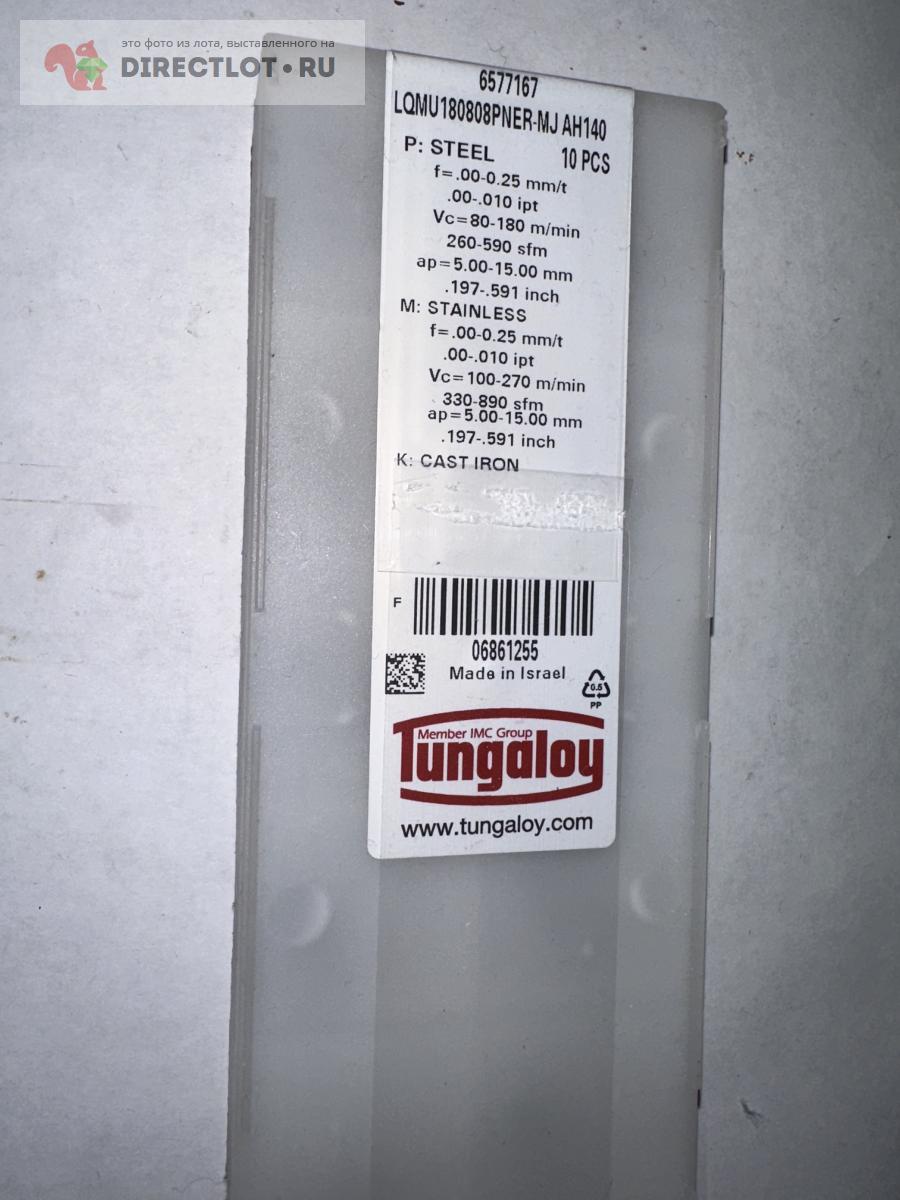 это фото из лота, выставленного на
DIRECTLOT.RU
6577167
LQMU180808PNER-MJ AH140
P: STEEL 10 PCS
f=.00-0.25 mm/t
.00-.010 ipt
Vc=80-180 m/min
260-590 sfm
ap=5.00-15.00 mm
.197-.591 inch
M: STAINLESS
f=.00-0.25 mm/t
.00-.010 ipt
Vc=100-270 m/min
330-890 sfm
ap=5.00-15.00 mm
.197-.591 inch
K: CAST IRON
F
06861255
Made in Israel
0.5
PP
Member IMC Group
Tungaloy
www.tungaloy.com